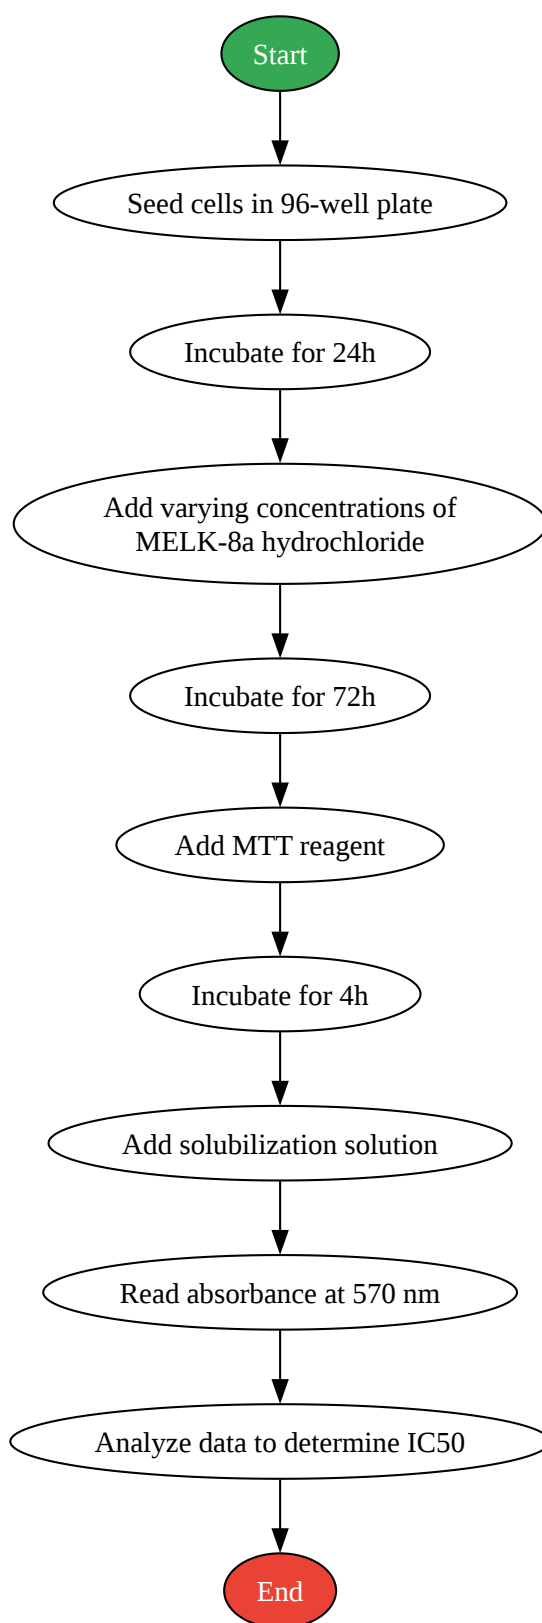 Start
Seed cells in 96-well plate
Incubate for 24h
Add varying concentrations of
MELK-8a hydrochloride
Incubate for 72h
Add MTT reagent
Incubate for 4h
Add solubilization solution
Read absorbance at 570 nm
Analyze data to determine IC50
End